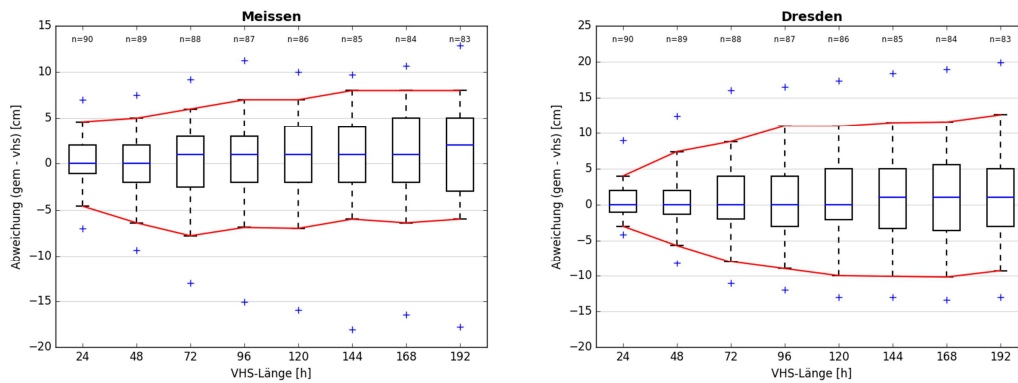 Meissen
n=90 n=89 n=88 n=87 n=86 n=85 n=84 n=83
15
10
5
0
−5
−10
−15
−20
Abweichung (gem - vhs) [cm]
24 48 72 96 120 144 168 192
VHS-Länge [h]
Dresden
n=90 n=89 n=88 n=87 n=86 n=85 n=84 n=83
25
20
15
10
5
0
−5
−10
−15
−20
Abweichung (gem - vhs) [cm]
24 48 72 96 120 144 168 192
VHS-Länge [h]